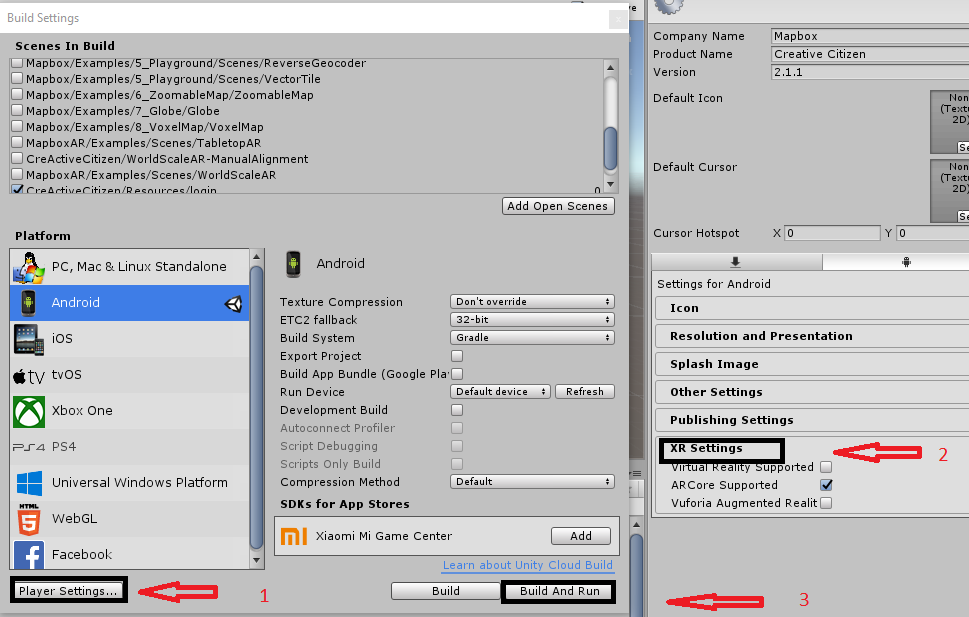 Build Settings
Scenes In Build
Mapbox/Examples/5_Playground/Scenes/ReverseGeocoder
Mapbox/Examples/5_Playground/Scenes/VectorTile
Mapbox/Examples/6_ZoomableMap/ZoomableMap
Mapbox/Examples/7_Globe/Globe
Mapbox/Examples/8_VoxelMap/VoxelMap
MapboxAR/Examples/Scenes/TabletopAR
CreActiveCitizen/WorldScaleAR-ManualAlignment
MapboxAR/Examples/Scenes/WorldScaleAR
CreActiveCitizen/Resources/login 0
Add Open Scenes
Platform
PC, Mac & Linux Standalone
Android
iOS
tvOS
Xbox One
PS4
Universal Windows Platform
HTML
WebGL
Facebook
Player Settings...
1
Android
Texture Compression Don't override
ETC2 fallback 32-bit
Build System Gradle
Export Project
Build App Bundle (Google Pla
Run Device Default device Refresh
Development Build
Autoconnect Profiler
Script Debugging
Scripts Only Build
Compression Method Default
SDKs for App Stores
Xiaomi Mi Game Center Add
Learn about Unity Cloud Build
Build Build And Run
3
Company Name Mapbox
Product Name Creative Citizen
Version 2.1.1
Default Icon
Non
(Textu
2D)
Se
Default Cursor
Non
(Textu
2D)
Se
Cursor Hotspot X 0 Y 0
Settings for Android
Icon
Resolution and Presentation
Splash Image
Other Settings
Publishing Settings
XR Settings
2
Virtual Reality Supported
ARCore Supported
Vuforia Augmented Realit